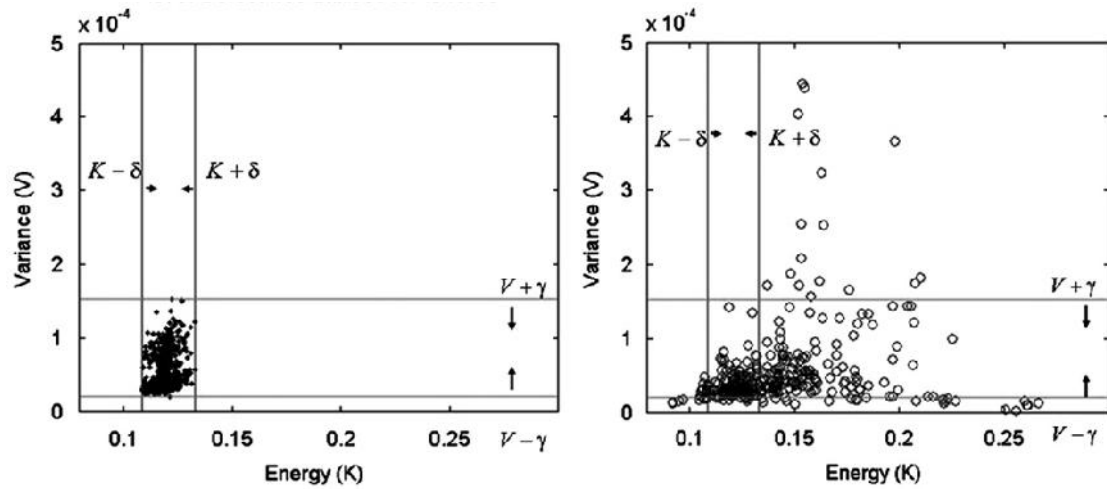 x 10⁻⁴
5
4
3
2
1
0
Variance (V)
K − δ
K + δ
V + γ
V − γ
0.1
0.15
0.2
0.25
Energy (K)
x 10⁻⁴
5
4
3
2
1
0
Variance (V)
K − δ
K + δ
V + γ
V − γ
0.1
0.15
0.2
0.25
Energy (K)